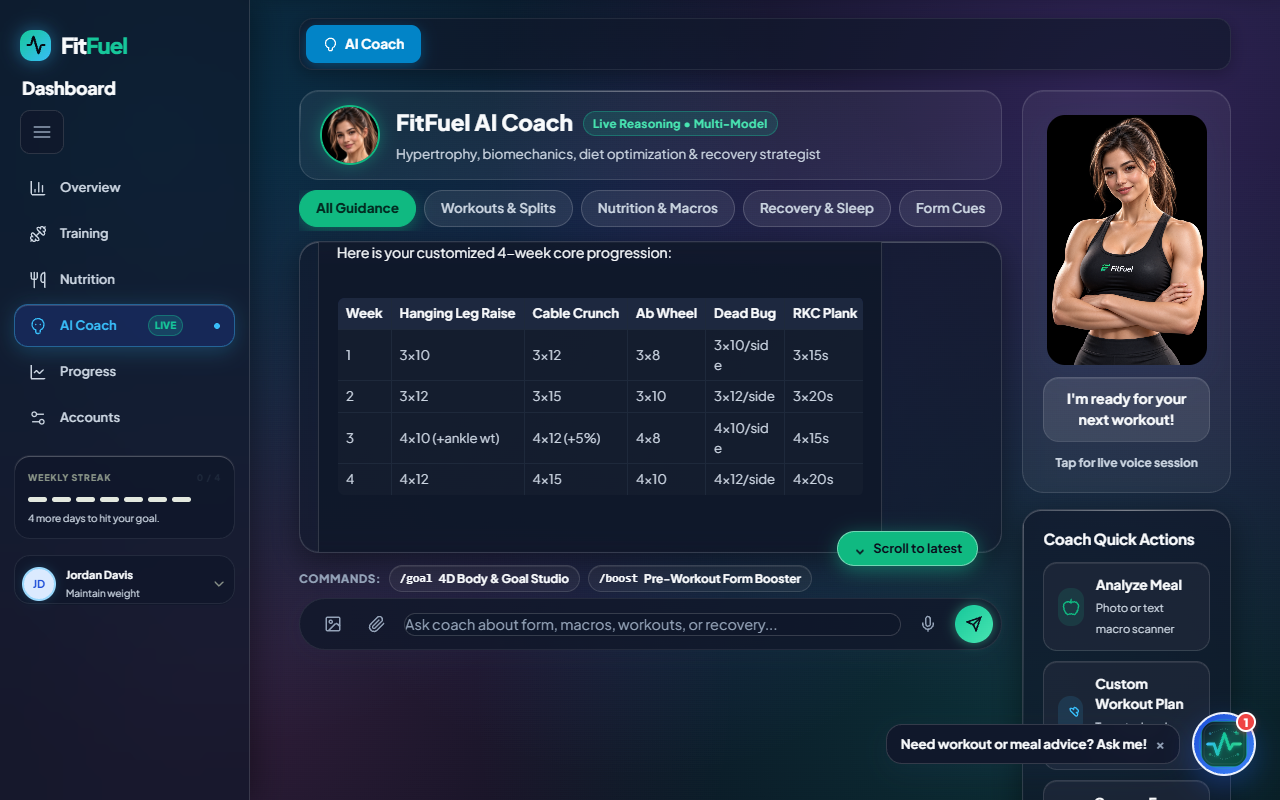 FitFuel
Dashboard
Overview
Training
Nutrition
AI Coach LIVE
Progress
Accounts
WEEKLY STREAK 0 / 4
4 more days to hit your goal.
JD
Jordan Davis
Maintain weight
AI Coach
FitFuel AI Coach
Live Reasoning • Multi-Model
Hypertrophy, biomechanics, diet optimization & recovery strategist
All Guidance
Workouts & Splits
Nutrition & Macros
Recovery & Sleep
Form Cues
Here is your customized 4-week core progression:
Week Hanging Leg Raise Cable Crunch Ab Wheel Dead Bug RKC Plank
1 3×10 3×12 3×8 3×10/sid
e 3×15s
2 3×12 3×15 3×10 3×12/side 3×20s
3 4×10 (+ankle wt) 4×12 (+5%) 4×8 4×10/sid
e 4×15s
4 4×12 4×15 4×10 4×12/side 4×20s
Scroll to latest
COMMANDS:
/goal 4D Body & Goal Studio
/boost Pre-Workout Form Booster
Ask coach about form, macros, workouts, or recovery...
FitFuel
I'm ready for your
next workout!
Tap for live voice session
Coach Quick Actions
Analyze Meal
Photo or text
macro scanner
Custom
Workout Plan
Need workout or meal advice? Ask me! ×
1